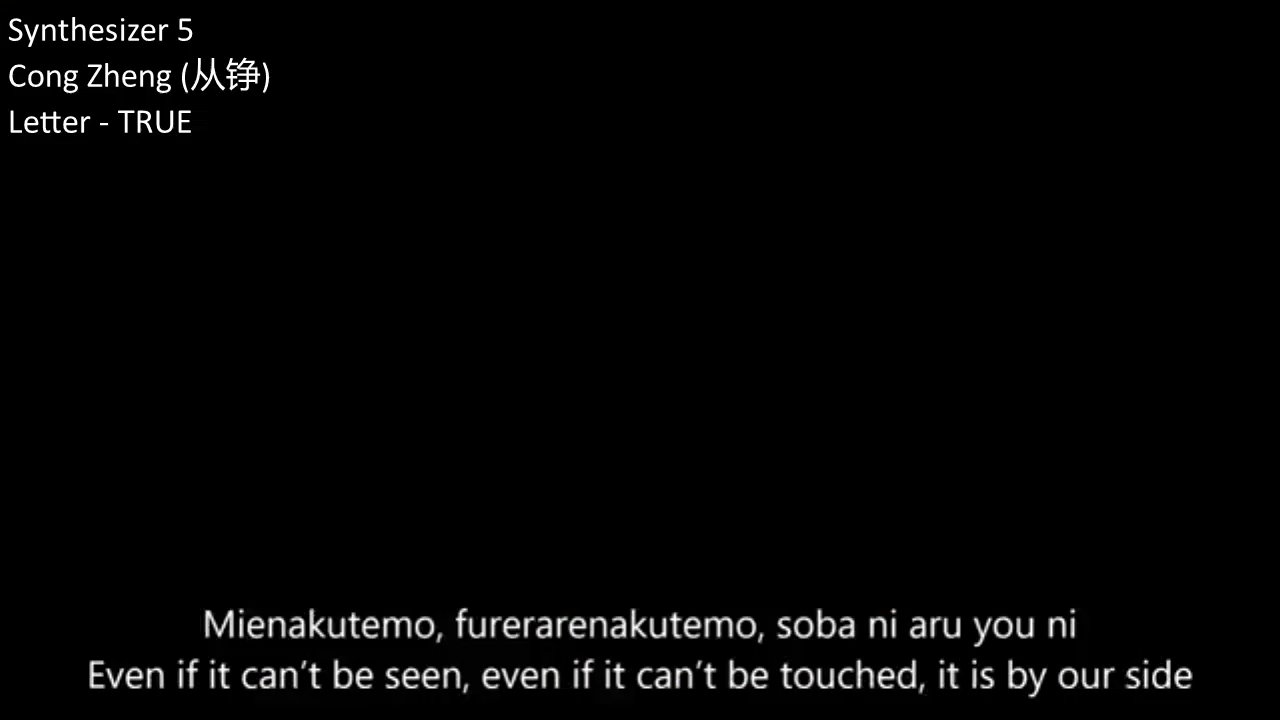 Synthesizer 5
Cong Zheng (从铮)
Letter - TRUE
Mienakutemo, furerarenakutemo, soba ni aru you ni
Even if it can’t be seen, even if it can’t be touched, it is by our side